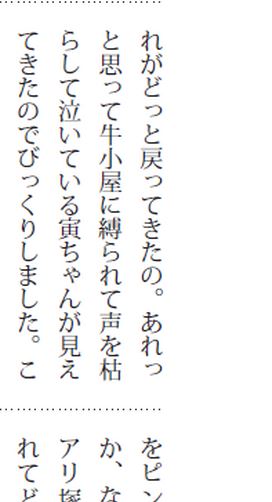 れがどっと戻ってきたの。あれっ
と思って牛小屋に縛られて声を枯
らして泣いている寅ちゃんが見え
てきたのでびっくりしました。こ
をピン
か、な
アリ塚
れてど